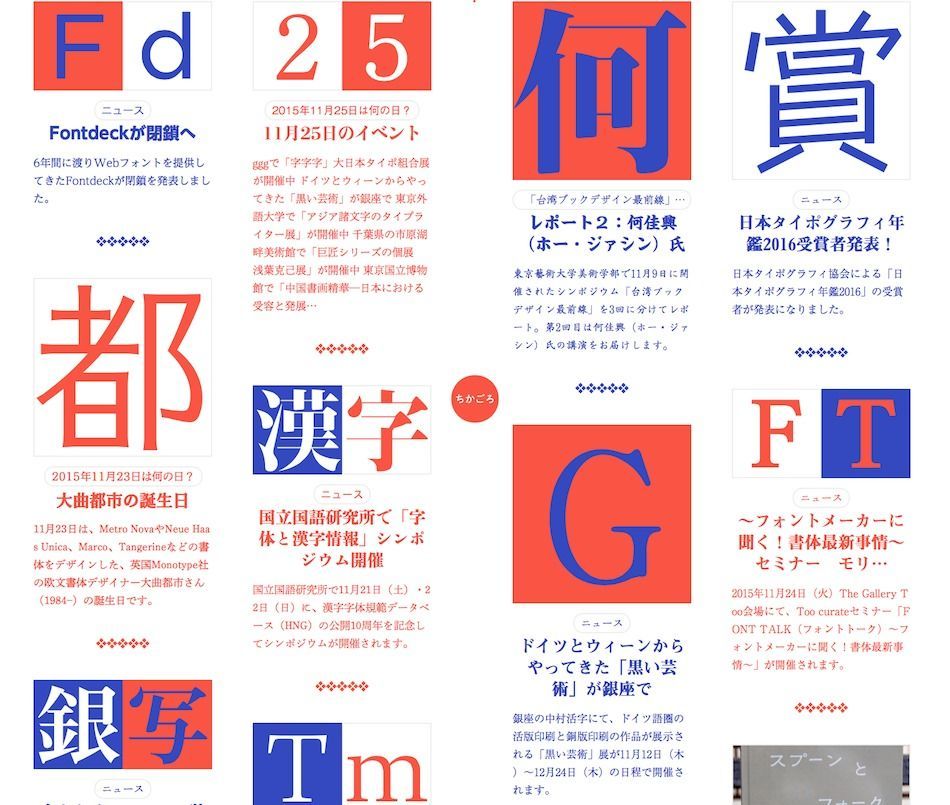 Fd
ニュース
Fontdeckが閉鎖へ
6年間に渡りWebフォントを提供し
てきたFontdeckが閉鎖を発表しまし
た。
都
2015年11月23日は何の日？
大曲都市の誕生日
11月23日は、Metro NovaやNeue Haa
s Unica、Marco、Tangerineなどの書
体をデザインした、英国Monotype社
の欧文書体デザイナー大曲都市さん
（1984–）の誕生日です。
銀写
ニュース
25
2015年11月25日は何の日？
11月25日のイベント
gggで「字字字」大日本タイポ組合展
が開催中 ドイツとウィーンからやっ
てきた「黒い芸術」が銀座で 東京外
語大学で「アジア諸文字のタイプラ
イター展」が開催中 千葉県の市原湖
畔美術館で「巨匠シリーズの個展
浅葉克己展」が開催中 東京国立博物
館で「中国書画精華―日本における
受容と発展…
漢字
ニュース
国立国語研究所で「字
体と漢字情報」シンポ
ジウム開催
国立国語研究所で11月21日（土）・2
2日（日）に、漢字字体規範データベ
ース（HNG）の公開10周年を記念し
てシンポジウムが開催されます。
Tm
ちかごろ
何
「台湾ブックデザイン最前線」…
レポート２：何佳興
（ホー・ジァシン）氏
東京藝術大学美術学部で11月9日に開
催されたシンポジウム「台湾ブック
デザイン最前線」を3回に分けてレポ
ート。第2回目は何佳興（ホー・ジァ
シン）氏の講演をお届けします。
G
ニュース
ドイツとウィーンから
やってきた「黒い芸
術」が銀座で
銀座の中村活字にて、ドイツ語圏の
活版印刷と銅版印刷の作品が展示さ
れる「黒い芸術」展が11月12日（木
）〜12月24日（木）の日程で開催さ
れます。
賞
ニュース
日本タイポグラフィ年
鑑2016受賞者発表！
日本タイポグラフィ協会による「日
本タイポグラフィ年鑑2016」の受賞
者が発表になりました。
FT
ニュース
〜フォントメーカーに
聞く！書体最新事情〜
セミナー　モリ…
2015年11月24日（火）The Gallery T
oo会場にて、Too curateセミナー「F
ONT TALK（フォントトーク）〜フ
ォントメーカーに聞く！書体最新事
情〜」が開催されます。
スプーン と
フォーク